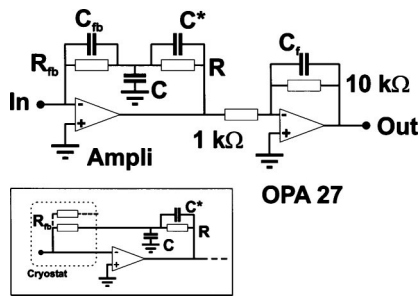 C_fb
C*
R_fb
R
C
In
Ampli
1 kΩ
C_f
10 kΩ
Out
OPA 27
R_fb
C*
C
R
Cryostat